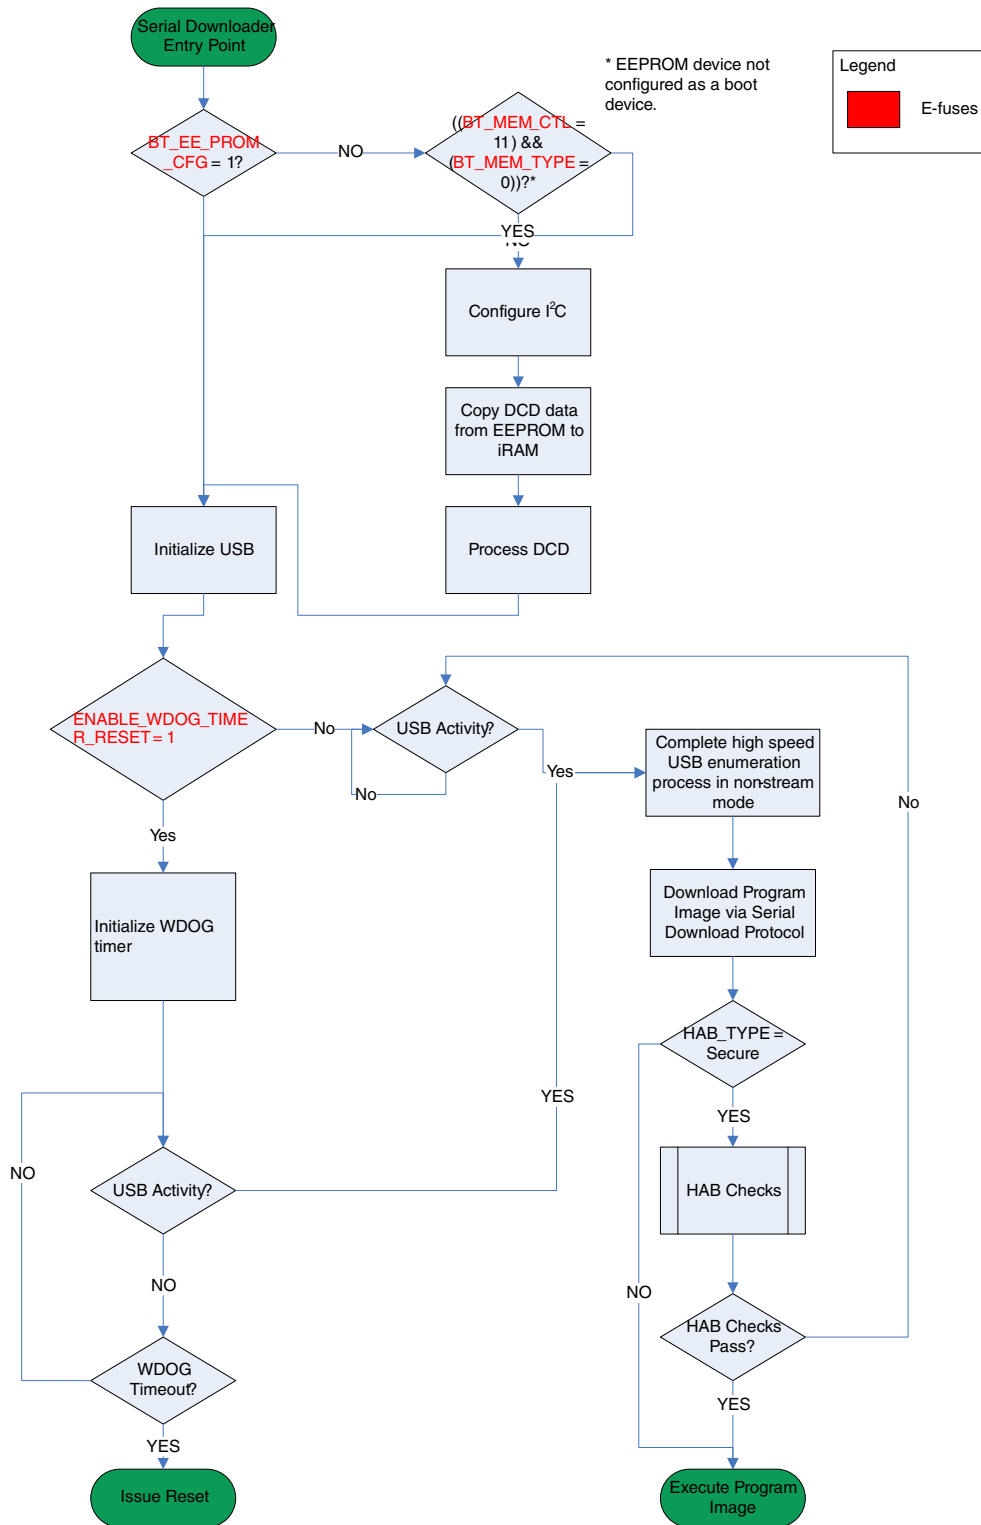 Serial Downloader
Entry Point
* EEPROM device not
configured as a boot
device.
Legend
E-fuses
BT_EE_PROM
_CFG = 1?
NO
((BT_MEM_CTL =
11) &&
(BT_MEM_TYPE =
0))?*
YES
NO
Configure I²C
Copy DCD data
from EEPROM to
iRAM
Initialize USB
Process DCD
ENABLE_WDOG_TIME
R_RESET = 1
No
USB Activity?
No
Yes
Complete high speed
USB enumeration
process in non-stream
mode
No
Yes
Initialize WDOG
timer
Download Program
Image via Serial
Download Protocol
HAB_TYPE =
Secure
YES
YES
NO
USB Activity?
HAB Checks
NO
NO
HAB Checks
Pass?
WDOG
Timeout?
YES
YES
Issue Reset
Execute Program
Image